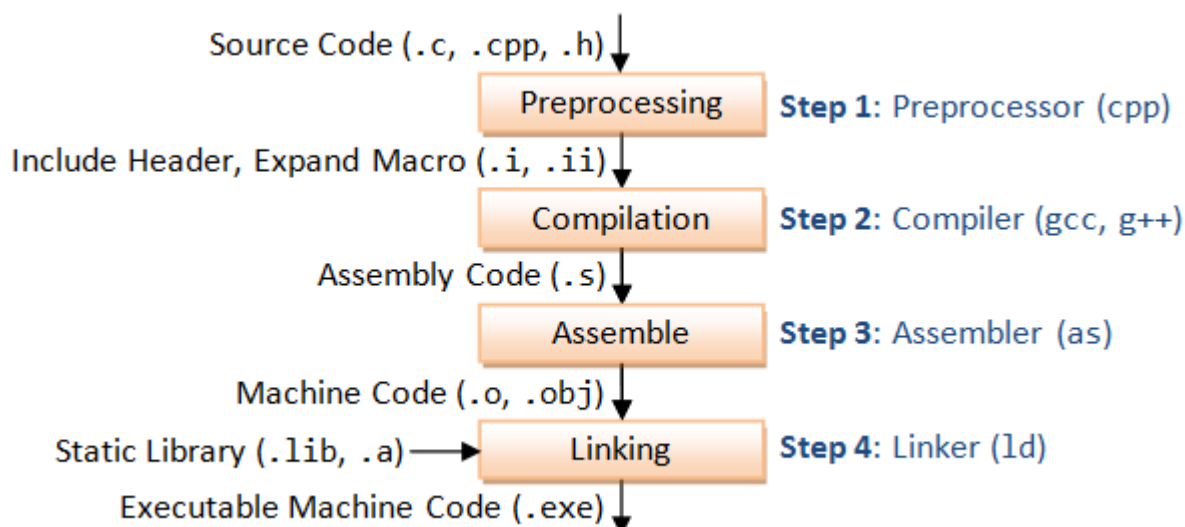 Source Code (.c, .cpp, .h)
Preprocessing
Step 1: Preprocessor (cpp)
Include Header, Expand Macro (.i, .ii)
Compilation
Step 2: Compiler (gcc, g++)
Assembly Code (.s)
Assemble
Step 3: Assembler (as)
Machine Code (.o, .obj)
Static Library (.lib, .a)
Linking
Step 4: Linker (ld)
Executable Machine Code (.exe)